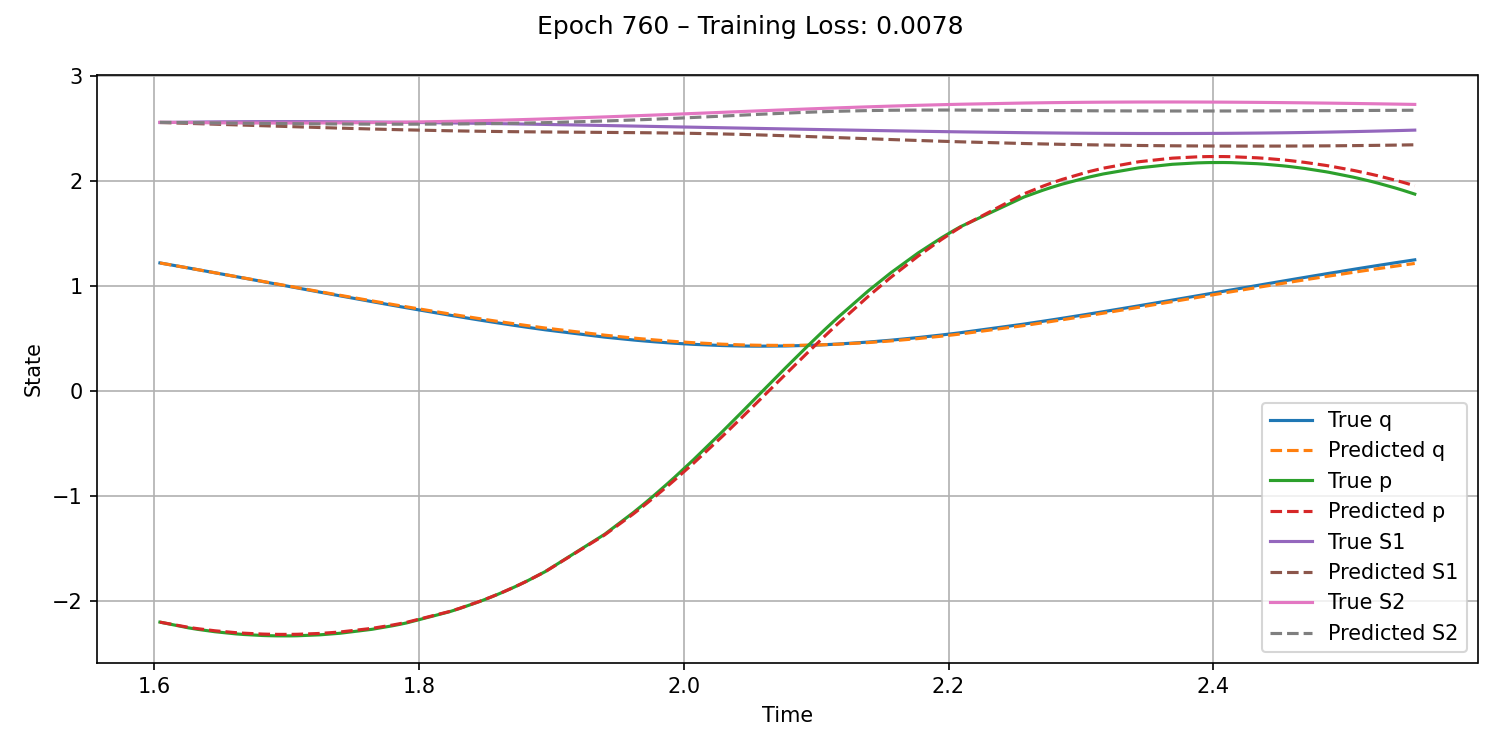 Epoch 760 – Training Loss: 0.0078
3
2
1
0
−1
−2
State
1.6 1.8 2.0 2.2 2.4
Time
True q
Predicted q
True p
Predicted p
True S1
Predicted S1
True S2
Predicted S2